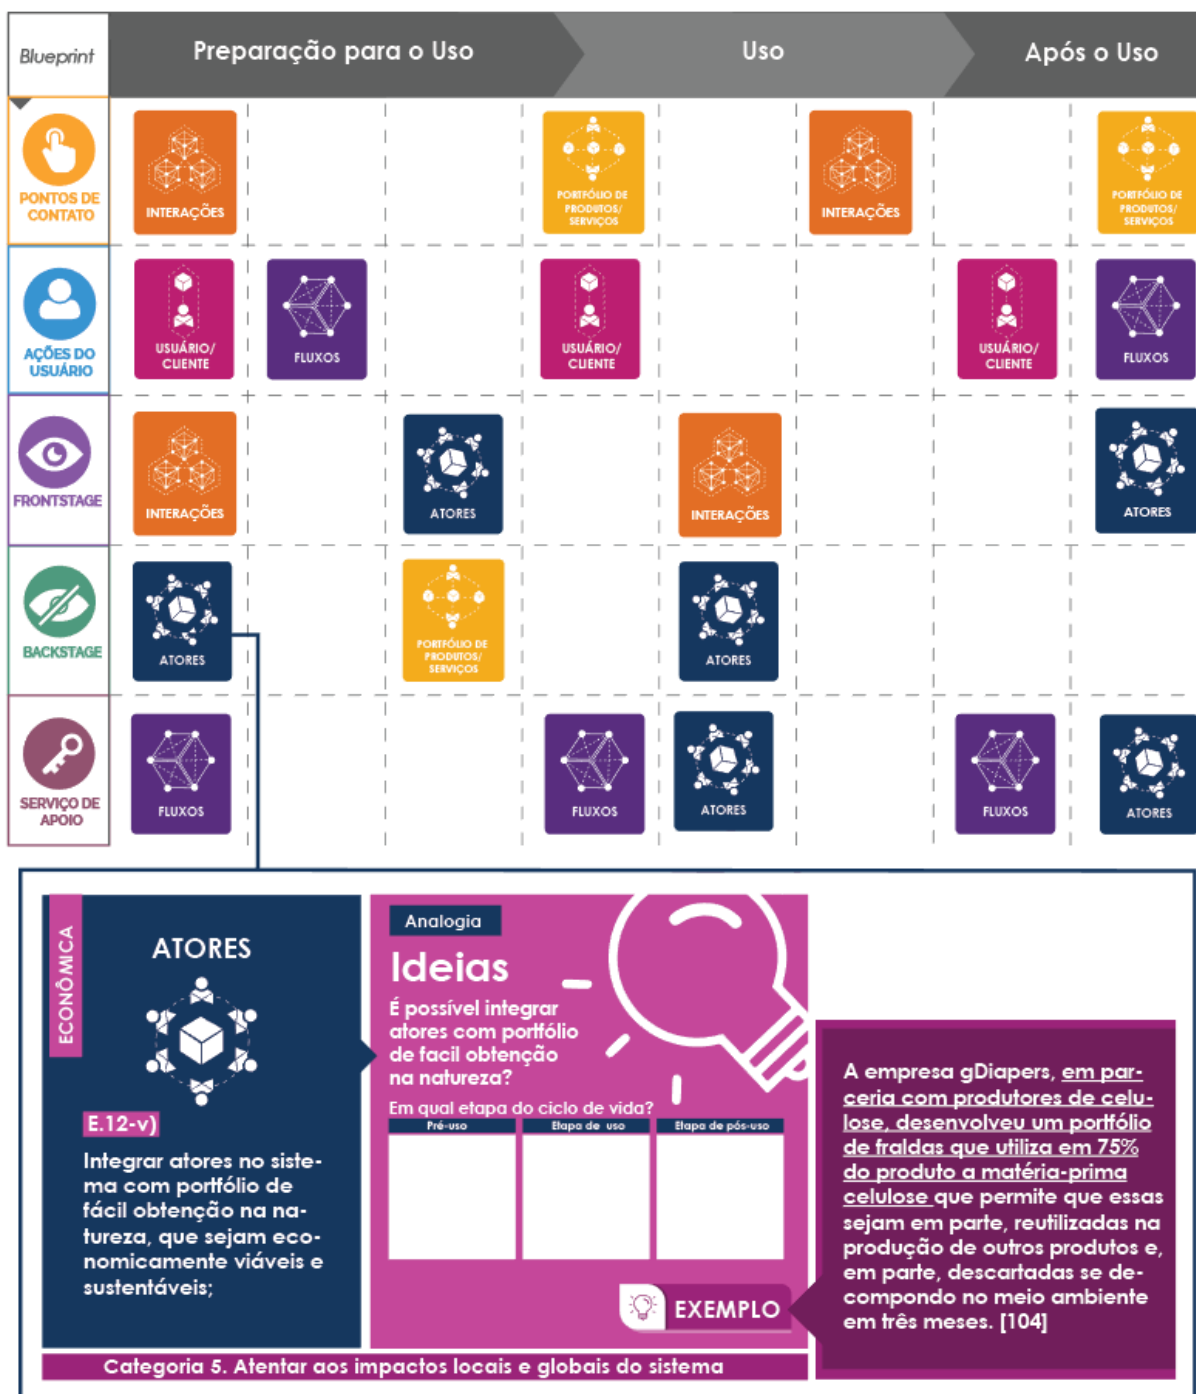 Blueprint
Preparação para o Uso
Uso
Após o Uso
PONTOS DE
CONTATO
INTERAÇÕES
PORTFÓLIO DE
PRODUTOS/
SERVIÇOS
INTERAÇÕES
PORTFÓLIO DE
PRODUTOS/
SERVIÇOS
AÇÕES DO
USUÁRIO
USUÁRIO/
CLIENTE
FLUXOS
USUÁRIO/
CLIENTE
USUÁRIO/
CLIENTE
FLUXOS
FRONTSTAGE
INTERAÇÕES
ATORES
INTERAÇÕES
ATORES
BACKSTAGE
ATORES
PORTFÓLIO DE
PRODUTOS/
SERVIÇOS
ATORES
SERVIÇO DE
APOIO
FLUXOS
FLUXOS
ATORES
FLUXOS
ATORES
ECONÔMICA
ATORES
E.12-v)
Integrar atores no siste-
ma com portfólio de
fácil obtenção na na-
tureza, que sejam eco-
nomicamente viáveis e
sustentáveis;
Analogia
Ideias
É possível integrar
atores com portfólio
de facil obtenção
na natureza?
Em qual etapa do ciclo de vida?
Pré-uso
Etapa de uso
Etapa de pós-uso
EXEMPLO
A empresa gDiapers, em par-
ceria com produtores de celu-
lose, desenvolveu um portfólio
de fraldas que utiliza em 75%
do produto a matéria-prima
celulose que permite que essas
sejam em parte, reutilizadas na
produção de outros produtos e,
em parte, descartadas se de-
compondo no meio ambiente
em três meses. [104]
Categoria 5. Atentar aos impactos locais e globais do sistema